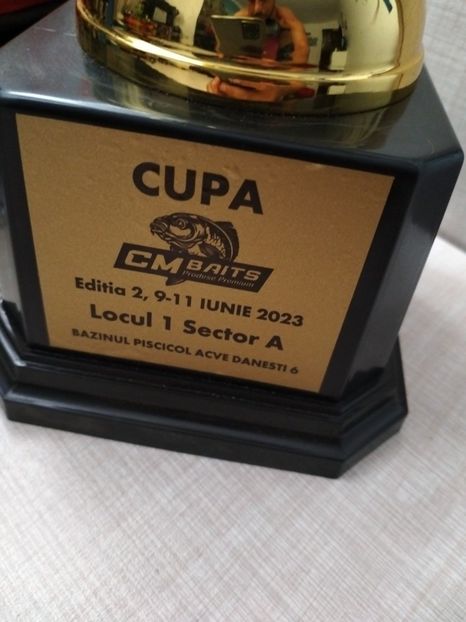 CUPA
CM BAITS
Produse Premium
Editia 2, 9-11 IUNIE 2023
Locul 1 Sector A
BAZINUL PISCICOL ACVE DANESTI 6